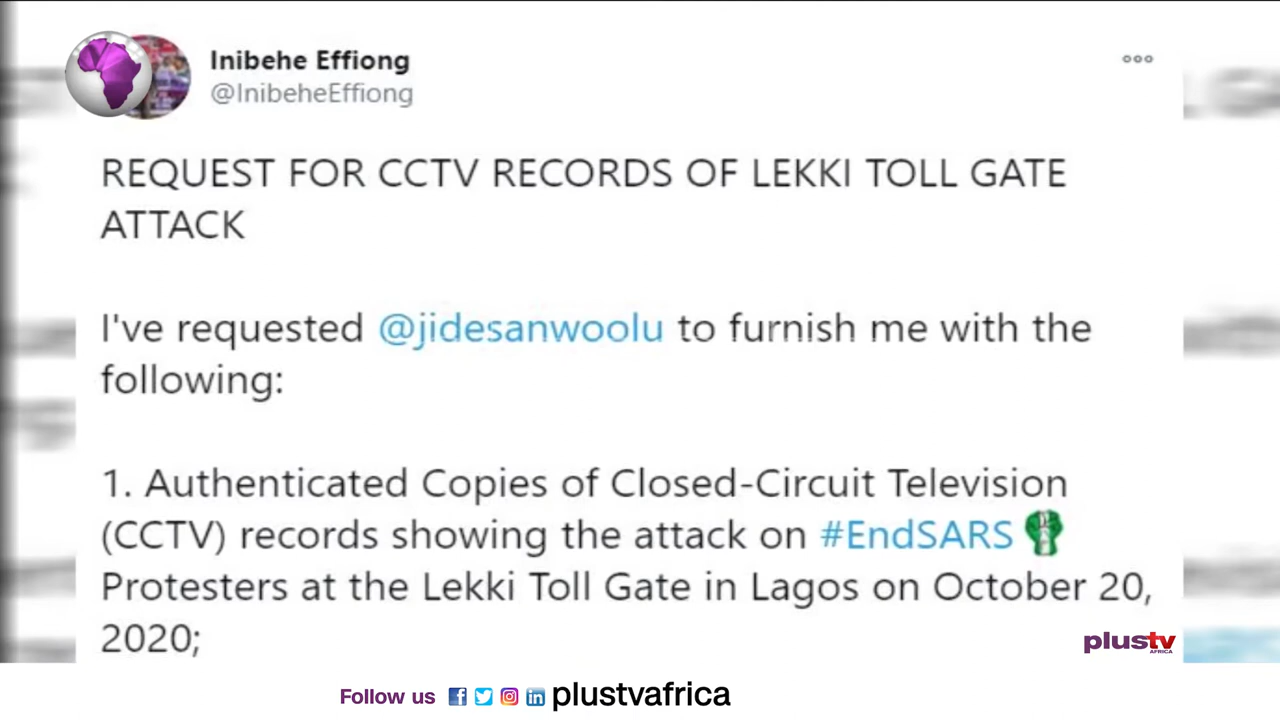 Inibehe Effiong
@InibeheEffiong
REQUEST FOR CCTV RECORDS OF LEKKI TOLL GATE
ATTACK
I've requested @jidesanwoolu to furnish me with the
following:
1. Authenticated Copies of Closed-Circuit Television
(CCTV) records showing the attack on #EndSARS
Protesters at the Lekki Toll Gate in Lagos on October 20,
2020;
plustv
AFRICA
Follow us plustvafrica